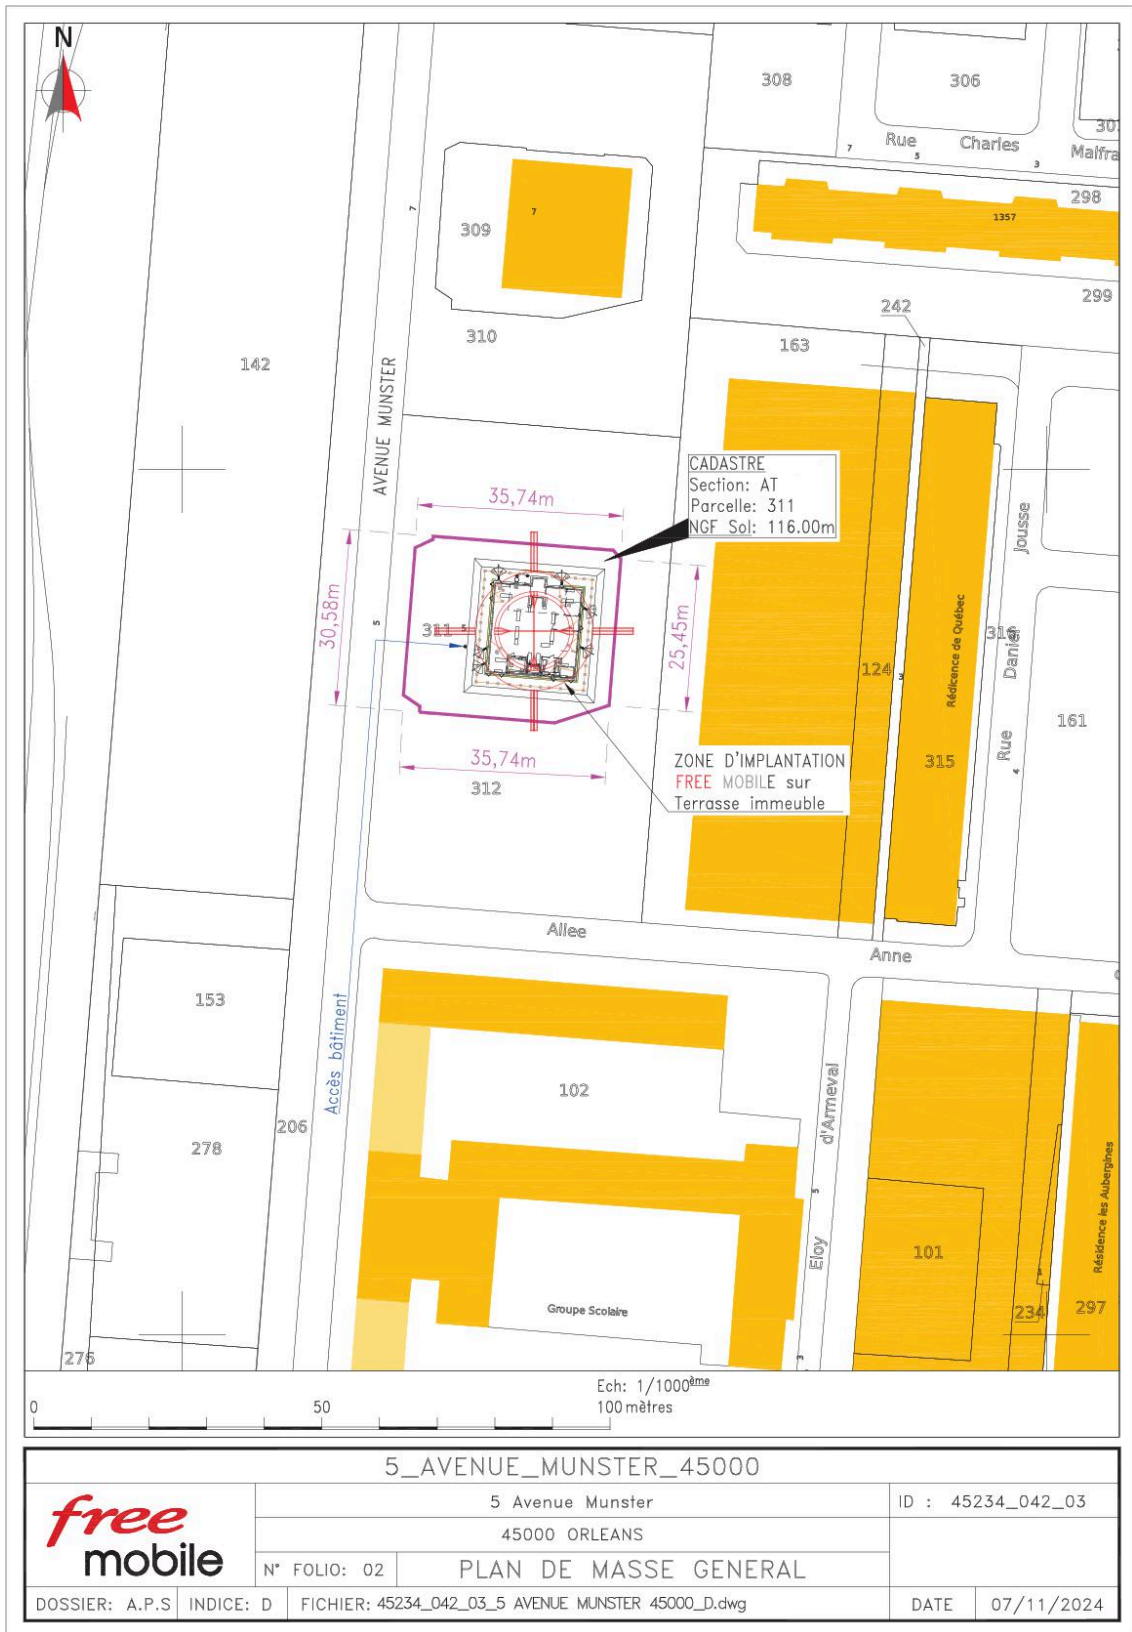 N
308
306
301
Rue Charles Malfra
7
5
3
298
1357
7
309
7
299
310
242
163
142
AVENUE MUNSTER
CADASTRE
Section: AT
Parcelle: 311
NGF Sol: 116.00m
35,74m
30,58m
25,45m
5
311
5
35,74m
312
ZONE D'IMPLANTATION
FREE MOBILE sur
Terrasse immeuble
124
3
Rédicence de Québec
315
Rue Daniel Jousse
4
161
Allee Anne
153
Accès bâtiment
102
206
278
276
Eloy d'Armeval
5
3
Groupe Scolaire
101
234
297
Résidence les Aubergines
Ech: 1/1000ème
0 50 100 mètres
5_AVENUE_MUNSTER_45000
free mobile
5 Avenue Munster
ID : 45234_042_03
45000 ORLEANS
N° FOLIO: 02
PLAN DE MASSE GENERAL
DOSSIER: A.P.S
INDICE: D
FICHIER: 45234_042_03_5 AVENUE MUNSTER 45000_D.dwg
DATE
07/11/2024